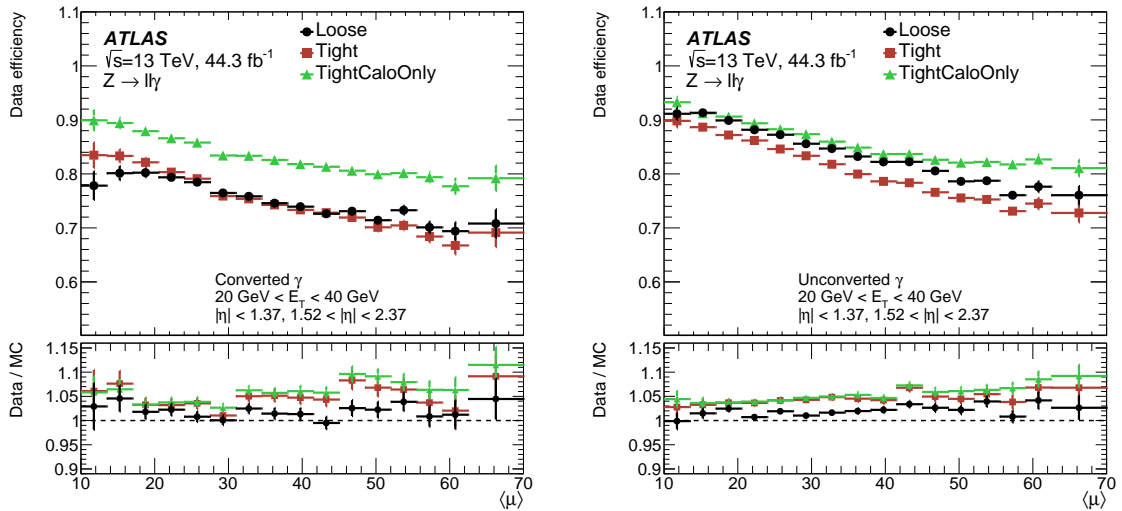 Data efficiency
1.1
1
0.9
0.8
0.7
0.6
ATLAS
√s=13 TeV, 44.3 fb⁻¹
Z → llγ
Loose
Tight
TightCaloOnly
Converted γ
20 GeV < E_T < 40 GeV
|η| < 1.37, 1.52 < |η| < 2.37
Data / MC
1.15
1.1
1.05
1
0.95
0.9
10 20 30 40 50 60 70
⟨μ⟩
Data efficiency
1.1
1
0.9
0.8
0.7
0.6
ATLAS
√s=13 TeV, 44.3 fb⁻¹
Z → llγ
Loose
Tight
TightCaloOnly
Unconverted γ
20 GeV < E_T < 40 GeV
|η| < 1.37, 1.52 < |η| < 2.37
Data / MC
1.15
1.1
1.05
1
0.95
0.9
10 20 30 40 50 60 70
⟨μ⟩